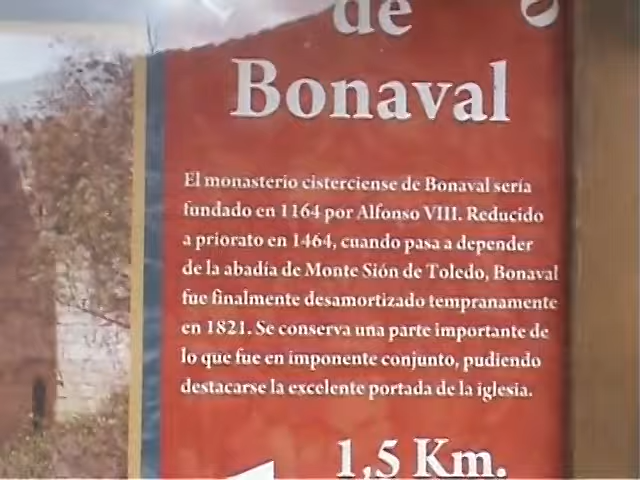 de
Bonaval
El monasterio cisterciense de Bonaval sería
fundado en 1164 por Alfonso VIII. Reducido
a priorato en 1464, cuando pasa a depender
de la abadía de Monte Sión de Toledo, Bonaval
fue finalmente desamortizado tempranamente
en 1821. Se conserva una parte importante de
lo que fue en imponente conjunto, pudiendo
destacarse la excelente portada de la iglesia.
1,5 Km.